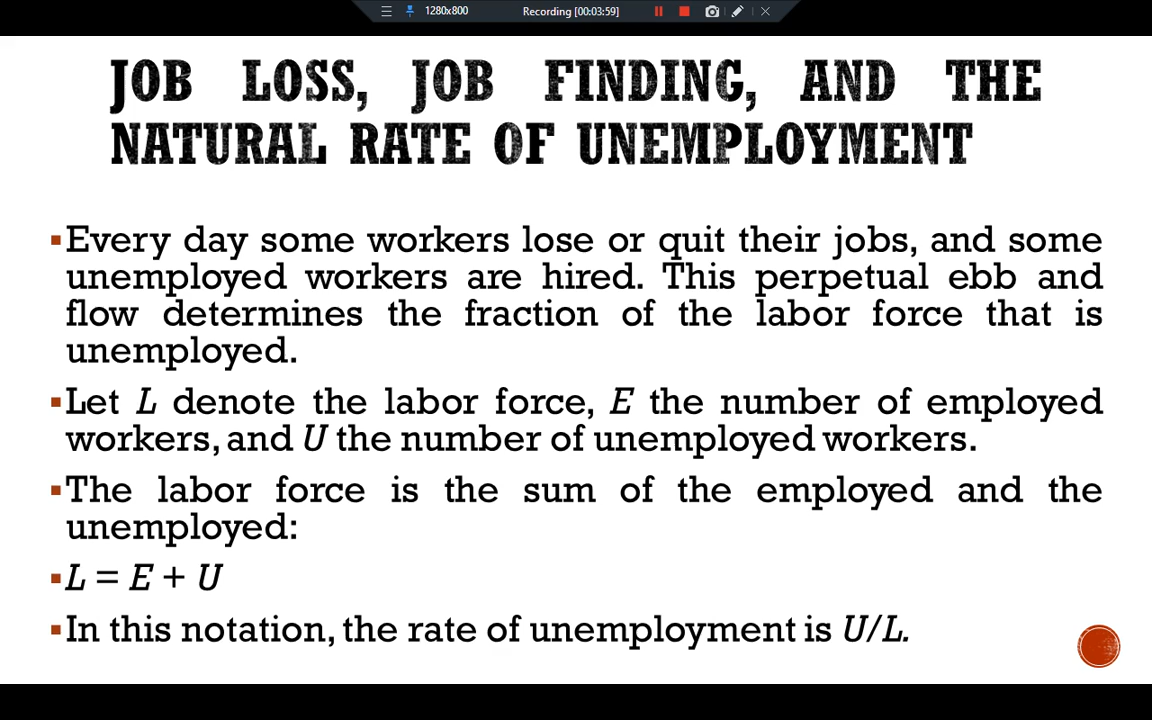 1280x800 Recording [00:03:59]
JOB LOSS, JOB FINDING, AND THE
NATURAL RATE OF UNEMPLOYMENT
▪Every day some workers lose or quit their jobs, and some
unemployed workers are hired. This perpetual ebb and
flow determines the fraction of the labor force that is
unemployed.
▪Let L denote the labor force, E the number of employed
workers, and U the number of unemployed workers.
▪The labor force is the sum of the employed and the
unemployed:
▪L = E + U
▪In this notation, the rate of unemployment is U/L.